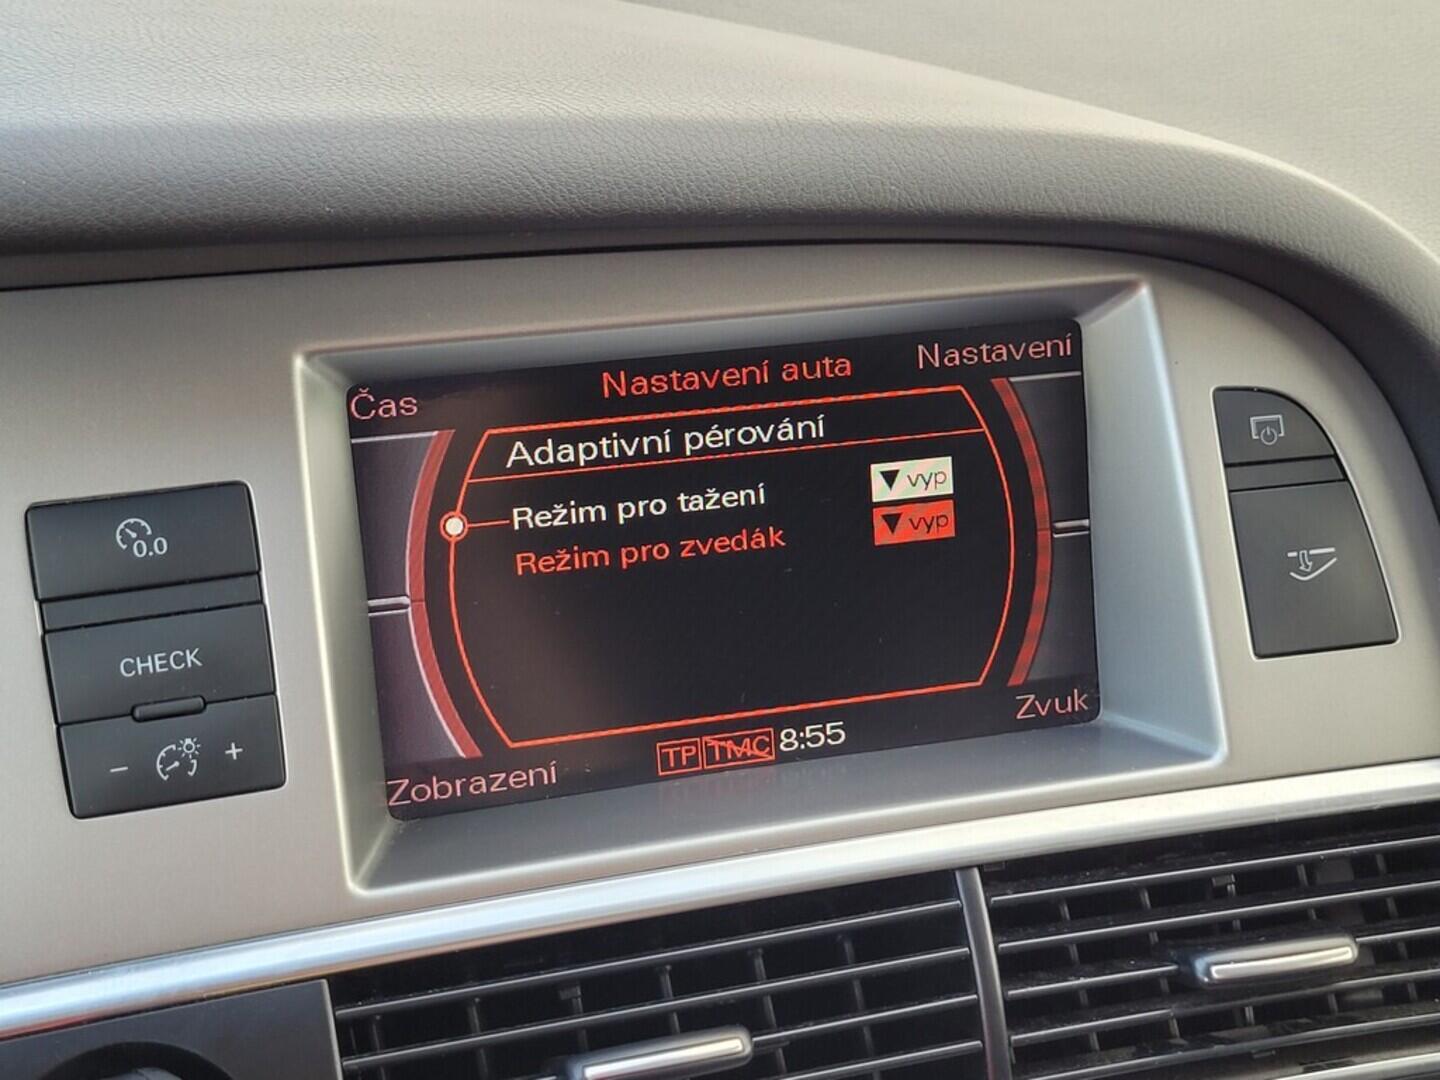 Čas
Nastavení auta
Nastavení
Adaptivní pérování
Režim pro tažení
vyp
Režim pro zvedák
vyp
Zobrazení
TP TMC 8:55
Zvuk
0.0
CHECK
- +